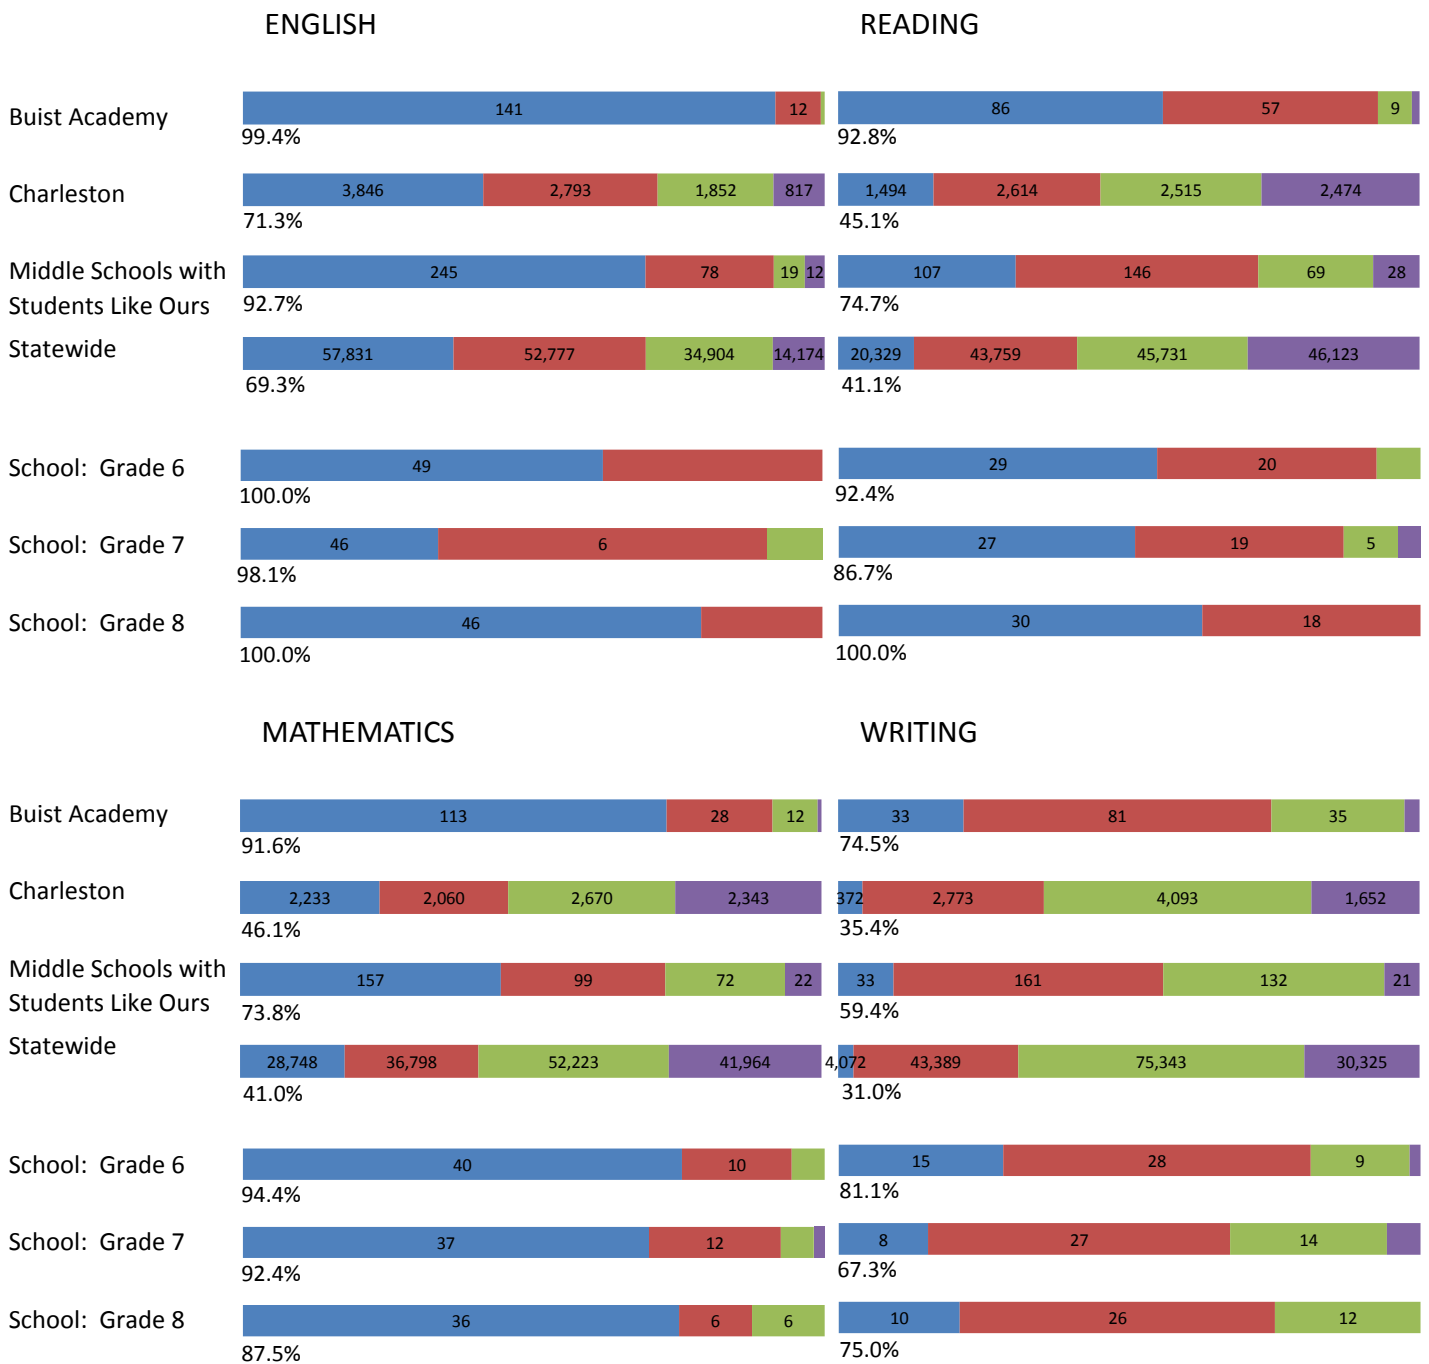 ENGLISH READING
Buist Academy 141 12 86 57 9
99.4% 92.8%
Charleston 3,846 2,793 1,852 817 1,494 2,614 2,515 2,474
71.3% 45.1%
Middle Schools with 245 78 19 12 107 146 69 28
Students Like Ours 92.7% 74.7%
Statewide 57,831 52,777 34,904 14,174 20,329 43,759 45,731 46,123
69.3% 41.1%
School: Grade 6 49 29 20
100.0% 92.4%
School: Grade 7 46 6 27 19 5
98.1% 86.7%
School: Grade 8 46 30 18
100.0% 100.0%
MATHEMATICS WRITING
Buist Academy 113 28 12 33 81 35
91.6% 74.5%
Charleston 2,233 2,060 2,670 2,343 372 2,773 4,093 1,652
46.1% 35.4%
Middle Schools with 157 99 72 22 33 161 132 21
Students Like Ours 73.8% 59.4%
Statewide 28,748 36,798 52,223 41,964 4,072 43,389 75,343 30,325
41.0% 31.0%
School: Grade 6 40 10 15 28 9
94.4% 81.1%
School: Grade 7 37 12 8 27 14
92.4% 67.3%
School: Grade 8 36 6 6 10 26 12
87.5% 75.0%